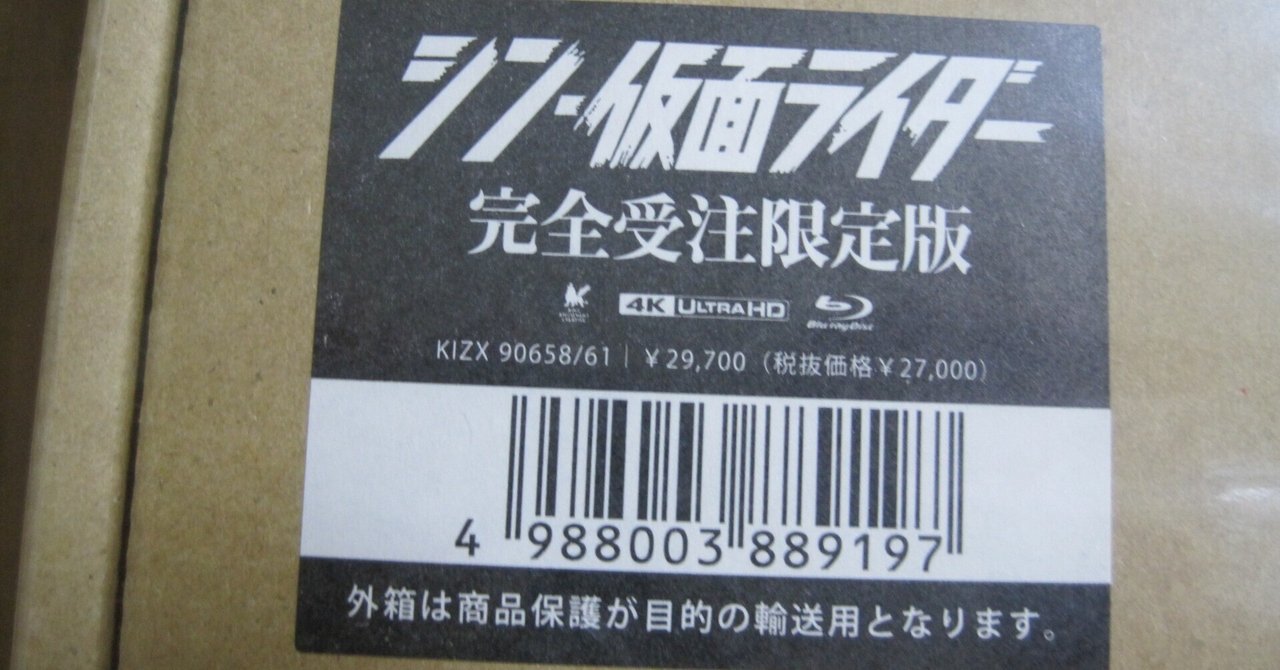 シン・仮面ライダー
完全受注限定版
4K ULTRA HD Blu-ray Disc
KIZX 90658/61 | ¥29,700（税抜価格¥27,000）
4 988003 889197
外箱は商品保護が目的の輸送用となります。